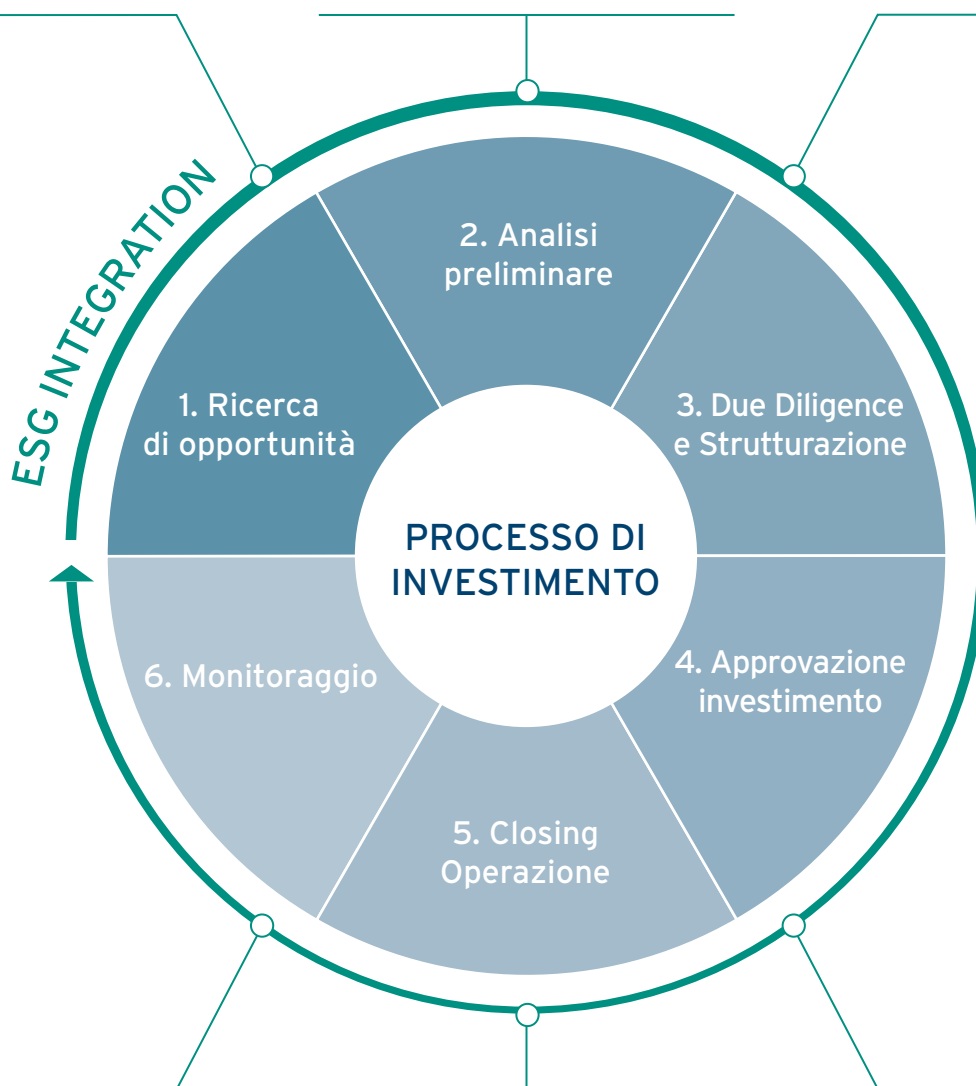 ESG INTEGRATION
1. Ricerca
di opportunità
2. Analisi
preliminare
3. Due Diligence
e Strutturazione
4. Approvazione
investimento
5. Closing
Operazione
6. Monitoraggio
PROCESSO DI
INVESTIMENTO